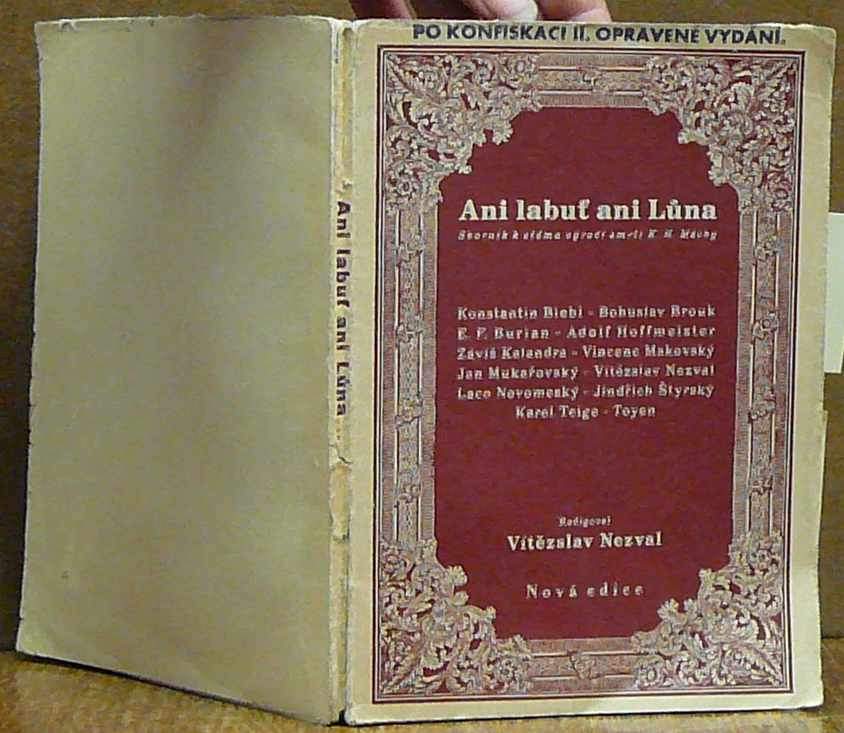 PO KONFISKACI II. OPRAVENÉ VYDÁNÍ.
Ani labuť ani Lůna
Sborník k stému výročí smrti K. H. Máchy
Konstantin Biebl - Bohuslav Brouk
E. F. Burian - Adolf Hoffmeister
Záviš Kalandra - Vincenc Makovský
Jan Mukařovský - Vítězslav Nezval
Laco Novomeský - Jindřich Štyrský
Karel Teige - Toyen
Redigoval
Vítězslav Nezval
Nová edice
Ani labuť ani Lůna...